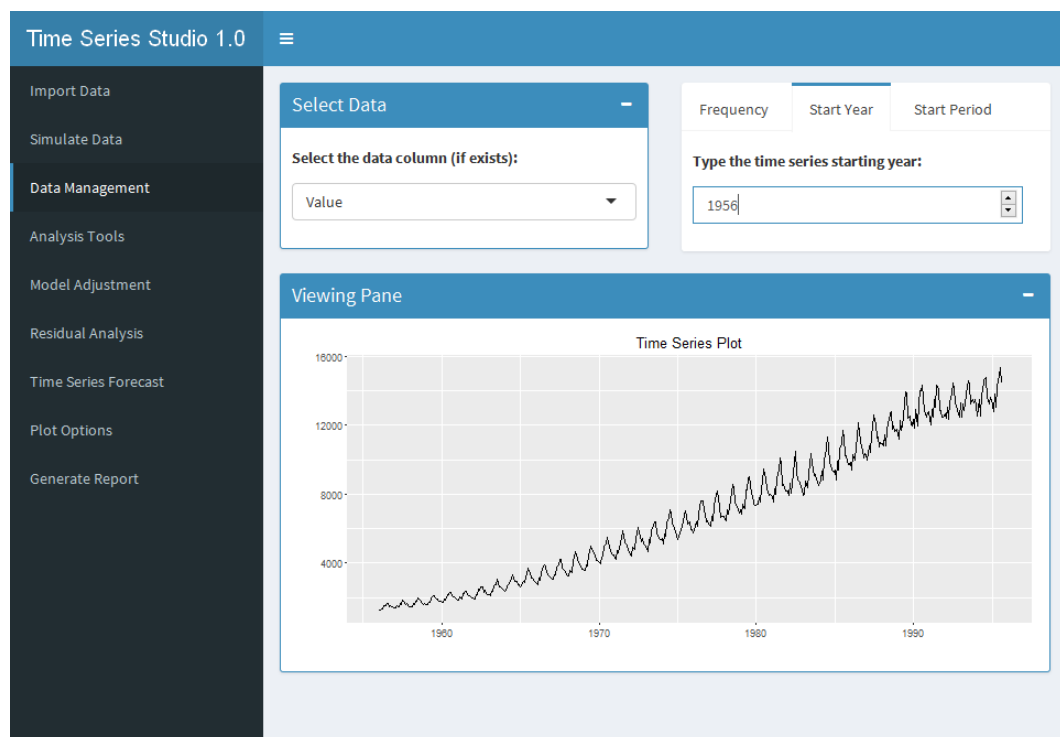 Time Series Studio 1.0
Import Data
Simulate Data
Data Management
Analysis Tools
Model Adjustment
Residual Analysis
Time Series Forecast
Plot Options
Generate Report
Select Data
Select the data column (if exists):
Value
Frequency Start Year Start Period
Type the time series starting year:
1956
Viewing Pane
Time Series Plot
16000
12000
8000
4000
1960 1970 1980 1990